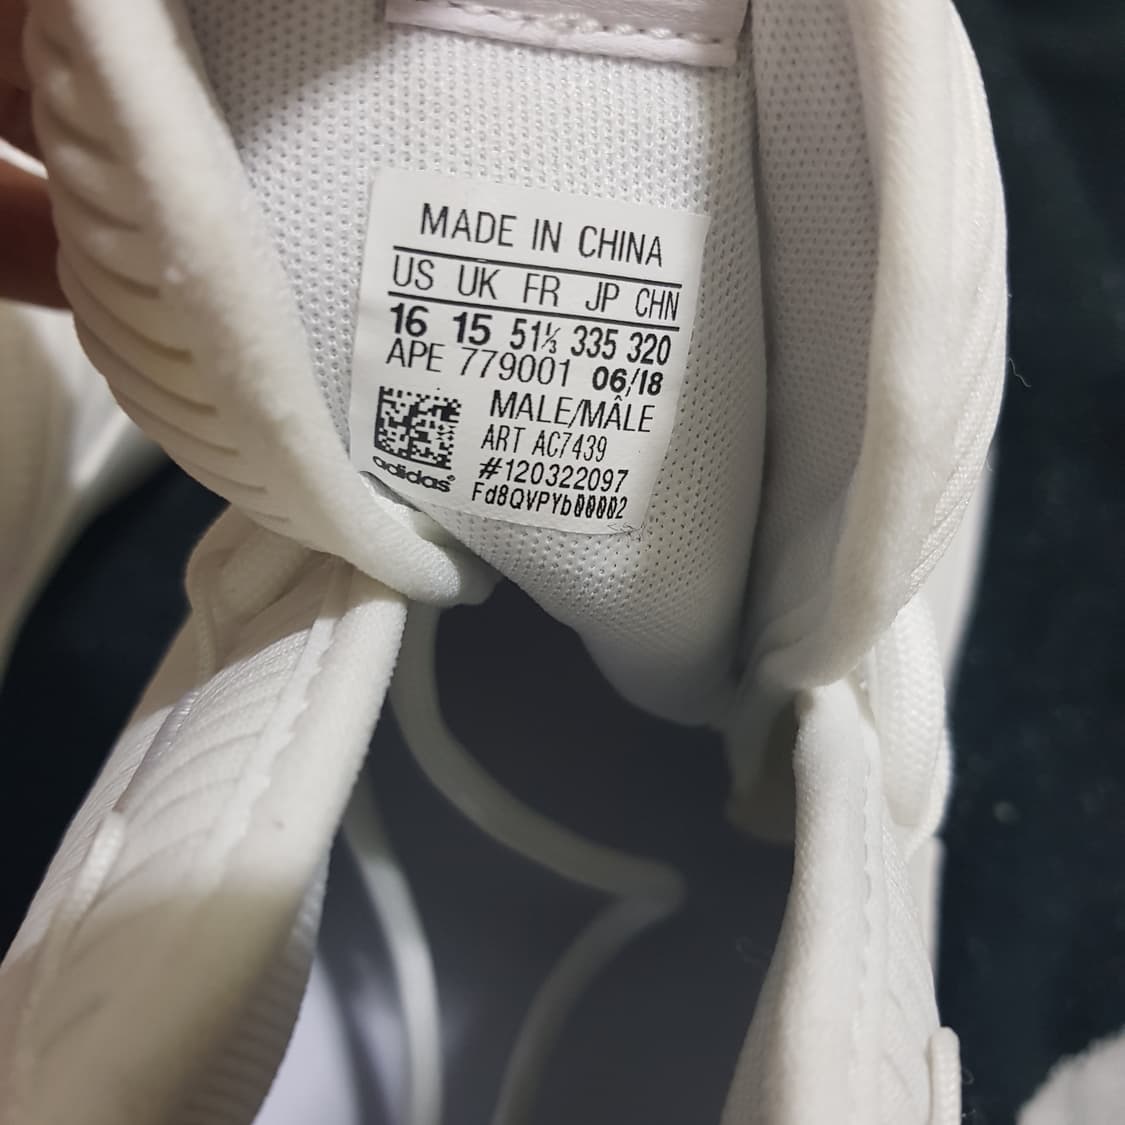 MADE IN CHINA
US UK FR JP CHN
16 15 51⅓ 335 320
APE 779001 06/18
MALE/MÂLE
ART AC7439
#120322097
adidas®
Fd8QVPYb00002